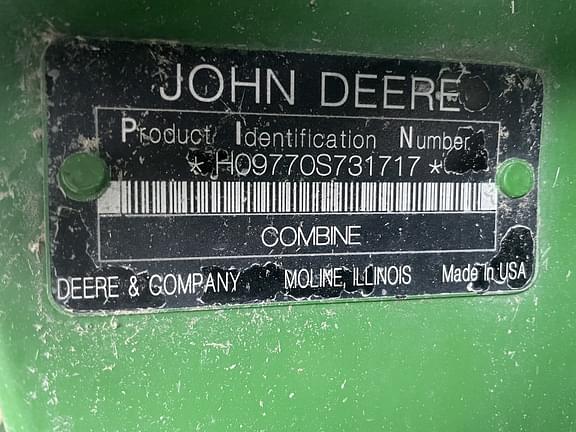 JOHN DEERE
Product Identification Number
*H09770S731717*
COMBINE
DEERE & COMPANY MOLINE, ILLINOIS Made in USA